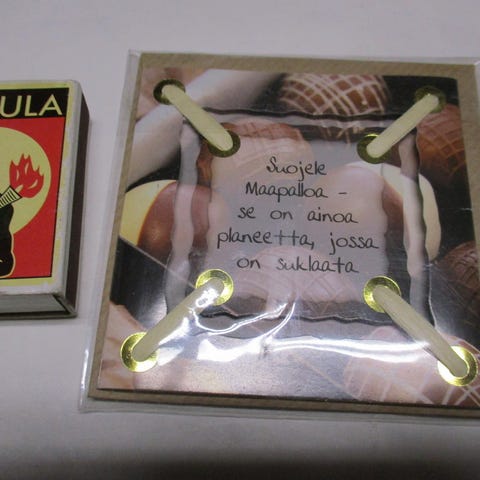 ULA
Suojele
Maapalloa -
se on ainoa
planeetta, jossa
on suklaata